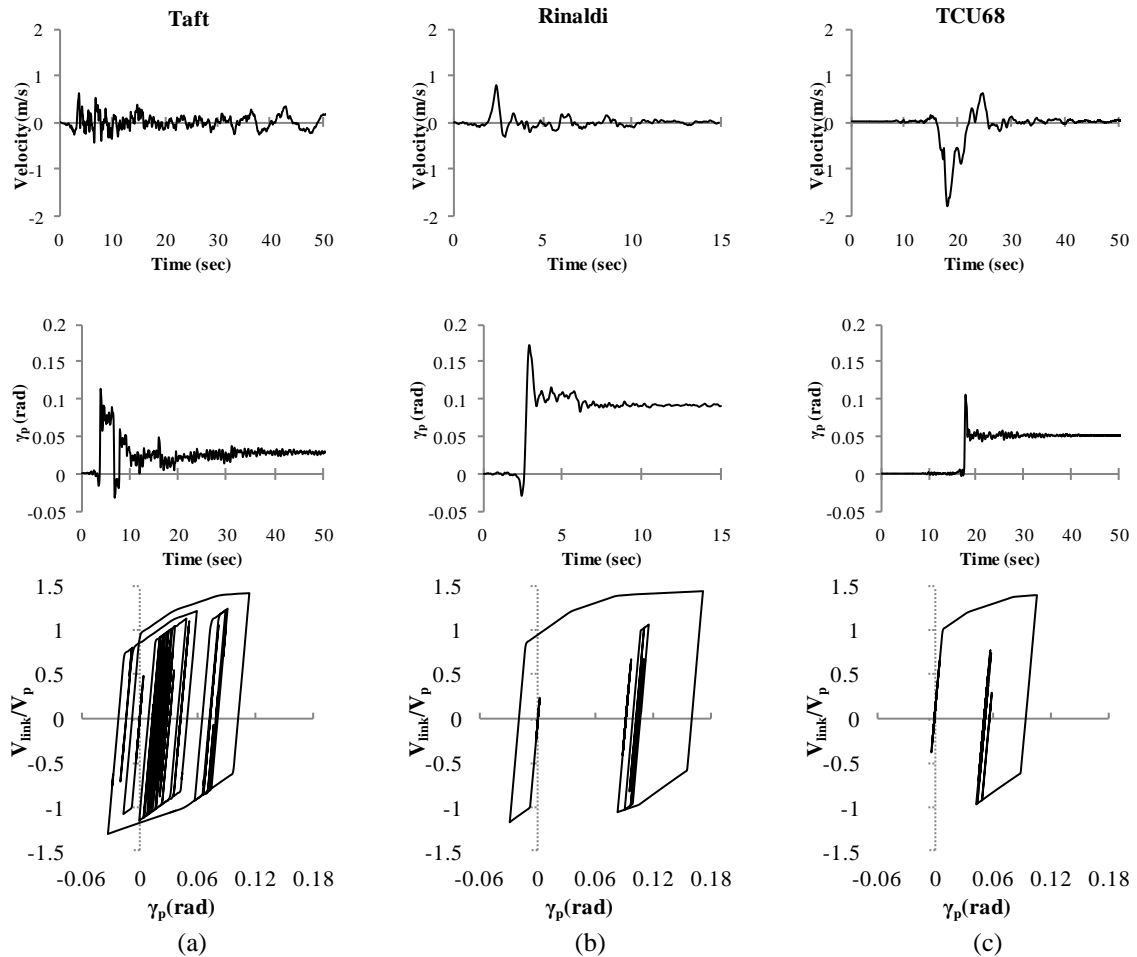 Taft
Rinaldi
TCU68
2
1
0
-1
-2
Velocity (m/s)
0 10 20 30 40 50
Time (sec)
2
1
0
-1
-2
Velocity (m/s)
0 5 10 15
Time (sec)
2
1
0
-1
-2
Velocity (m/s)
0 10 20 30 40 50
Time (sec)
0.2
0.15
0.1
0.05
0
-0.05
γp (rad)
0 10 20 30 40 50
Time (sec)
0.2
0.15
0.1
0.05
0
-0.05
γp (rad)
0 5 10 15
Time (sec)
0.2
0.15
0.1
0.05
0
-0.05
γp (rad)
0 10 20 30 40 50
Time (sec)
1.5
1
0.5
0
-0.5
-1
-1.5
Vlink/Vp
-0.06 0 0.06 0.12 0.18
γp(rad)
(a)
1.5
1
0.5
0
-0.5
-1
-1.5
Vlink/Vp
-0.06 0 0.06 0.12 0.18
γp(rad)
(b)
1.5
1
0.5
0
-0.5
-1
-1.5
Vlink/Vp
-0.06 0 0.06 0.12 0.18
γp(rad)
(c)